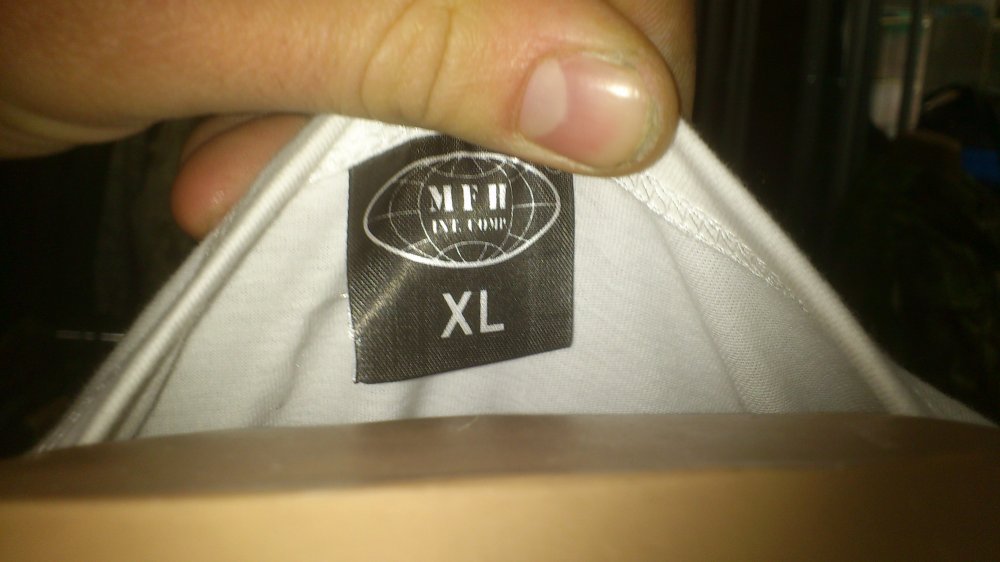 MFH
INT. COMP
XL